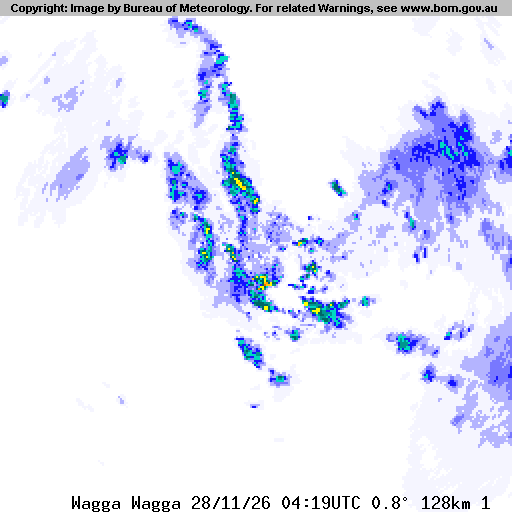 Copyright: Image by Bureau of Meteorology. For related Warnings, see www.bom.gov.au
Wagga Wagga 28/11/26 04:19UTC 0.8° 128km 1